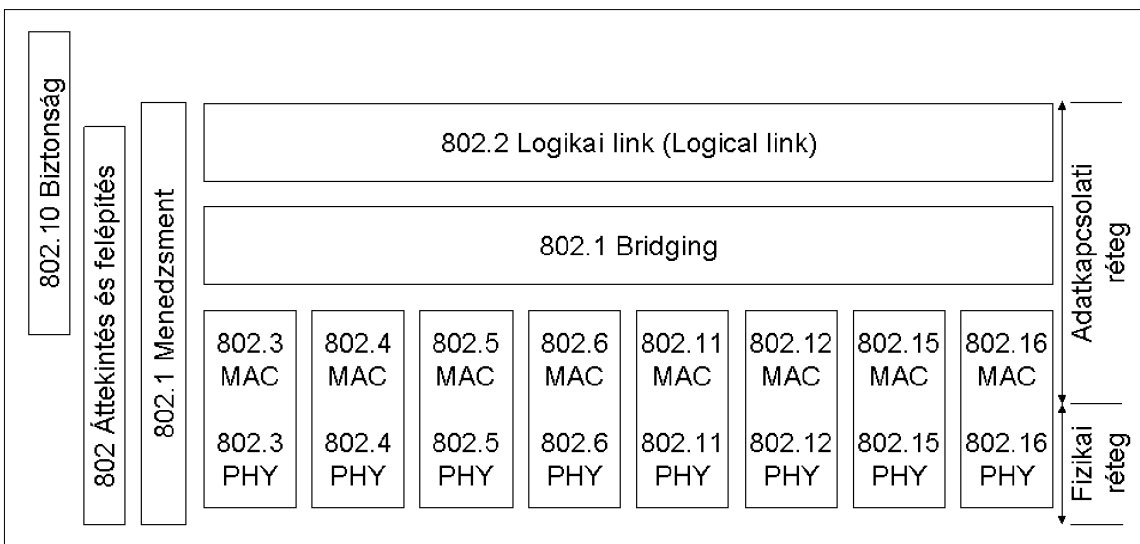 802.10 Biztonság
802 Áttekintés és felépítés
802.1 Menedzsment
802.2 Logikai link (Logical link)
802.1 Bridging
802.3
MAC
802.3
PHY
802.4
MAC
802.4
PHY
802.5
MAC
802.5
PHY
802.6
MAC
802.6
PHY
802.11
MAC
802.11
PHY
802.12
MAC
802.12
PHY
802.15
MAC
802.15
PHY
802.16
MAC
802.16
PHY
Adatkapcsolati
réteg
Fizikai
réteg